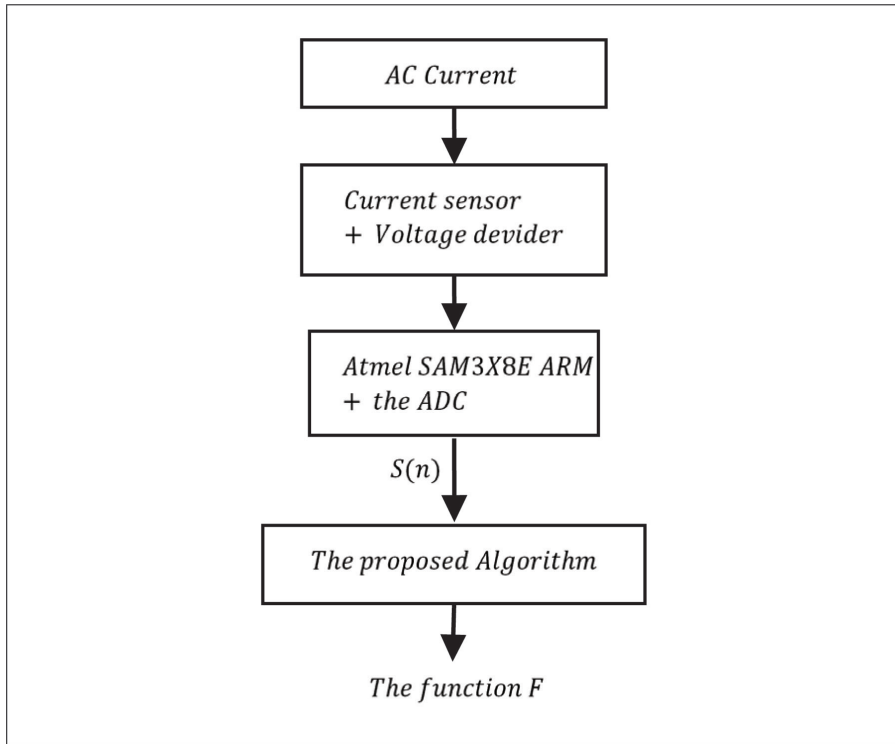 AC Current
Current sensor
+ Voltage devider
Atmel SAM3X8E ARM
+ the ADC
S(n)
The proposed Algorithm
The function F